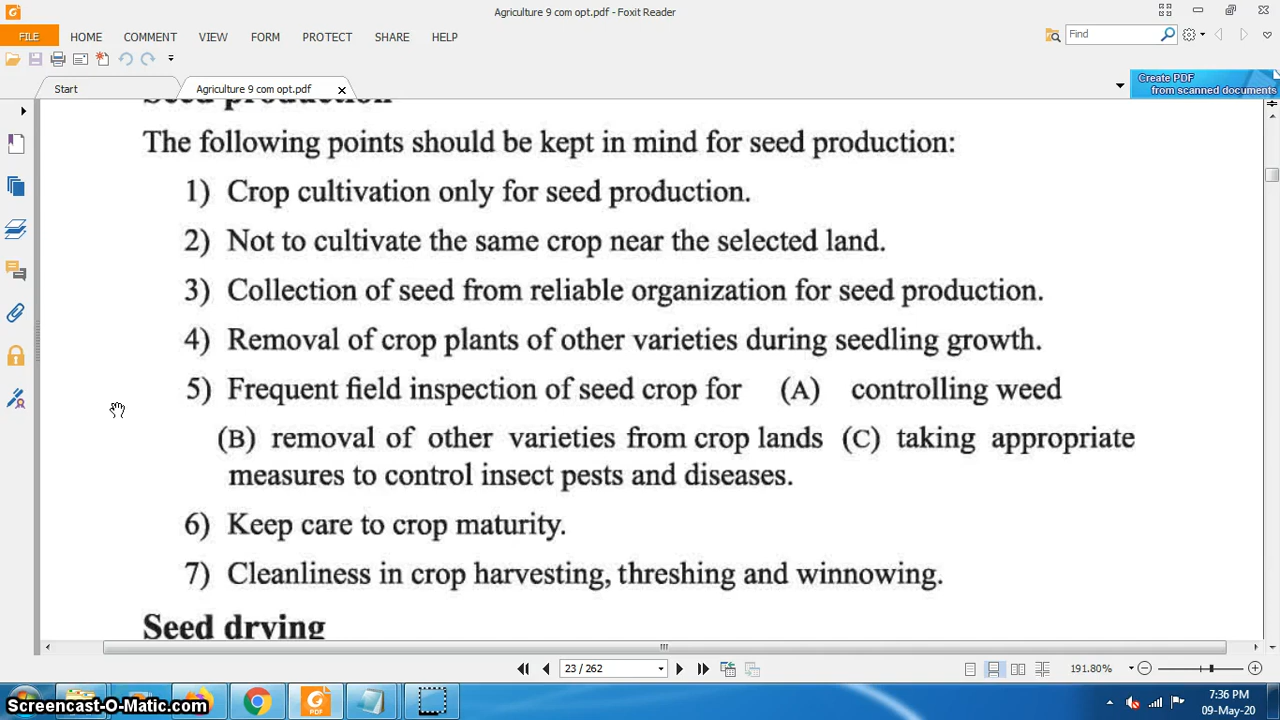 Agriculture 9 com opt.pdf - Foxit Reader
FILE HOME COMMENT VIEW FORM PROTECT SHARE HELP
Find
Start Agriculture 9 com opt.pdf
Create PDF
from scanned documents
Seed production
The following points should be kept in mind for seed production:
1) Crop cultivation only for seed production.
2) Not to cultivate the same crop near the selected land.
3) Collection of seed from reliable organization for seed production.
4) Removal of crop plants of other varieties during seedling growth.
5) Frequent field inspection of seed crop for (A) controlling weed
(B) removal of other varieties from crop lands (C) taking appropriate
measures to control insect pests and diseases.
6) Keep care to crop maturity.
7) Cleanliness in crop harvesting, threshing and winnowing.
Seed drying
23 / 262
191.80%
PDF
Screencast-O-Matic.com
7:36 PM
09-May-20